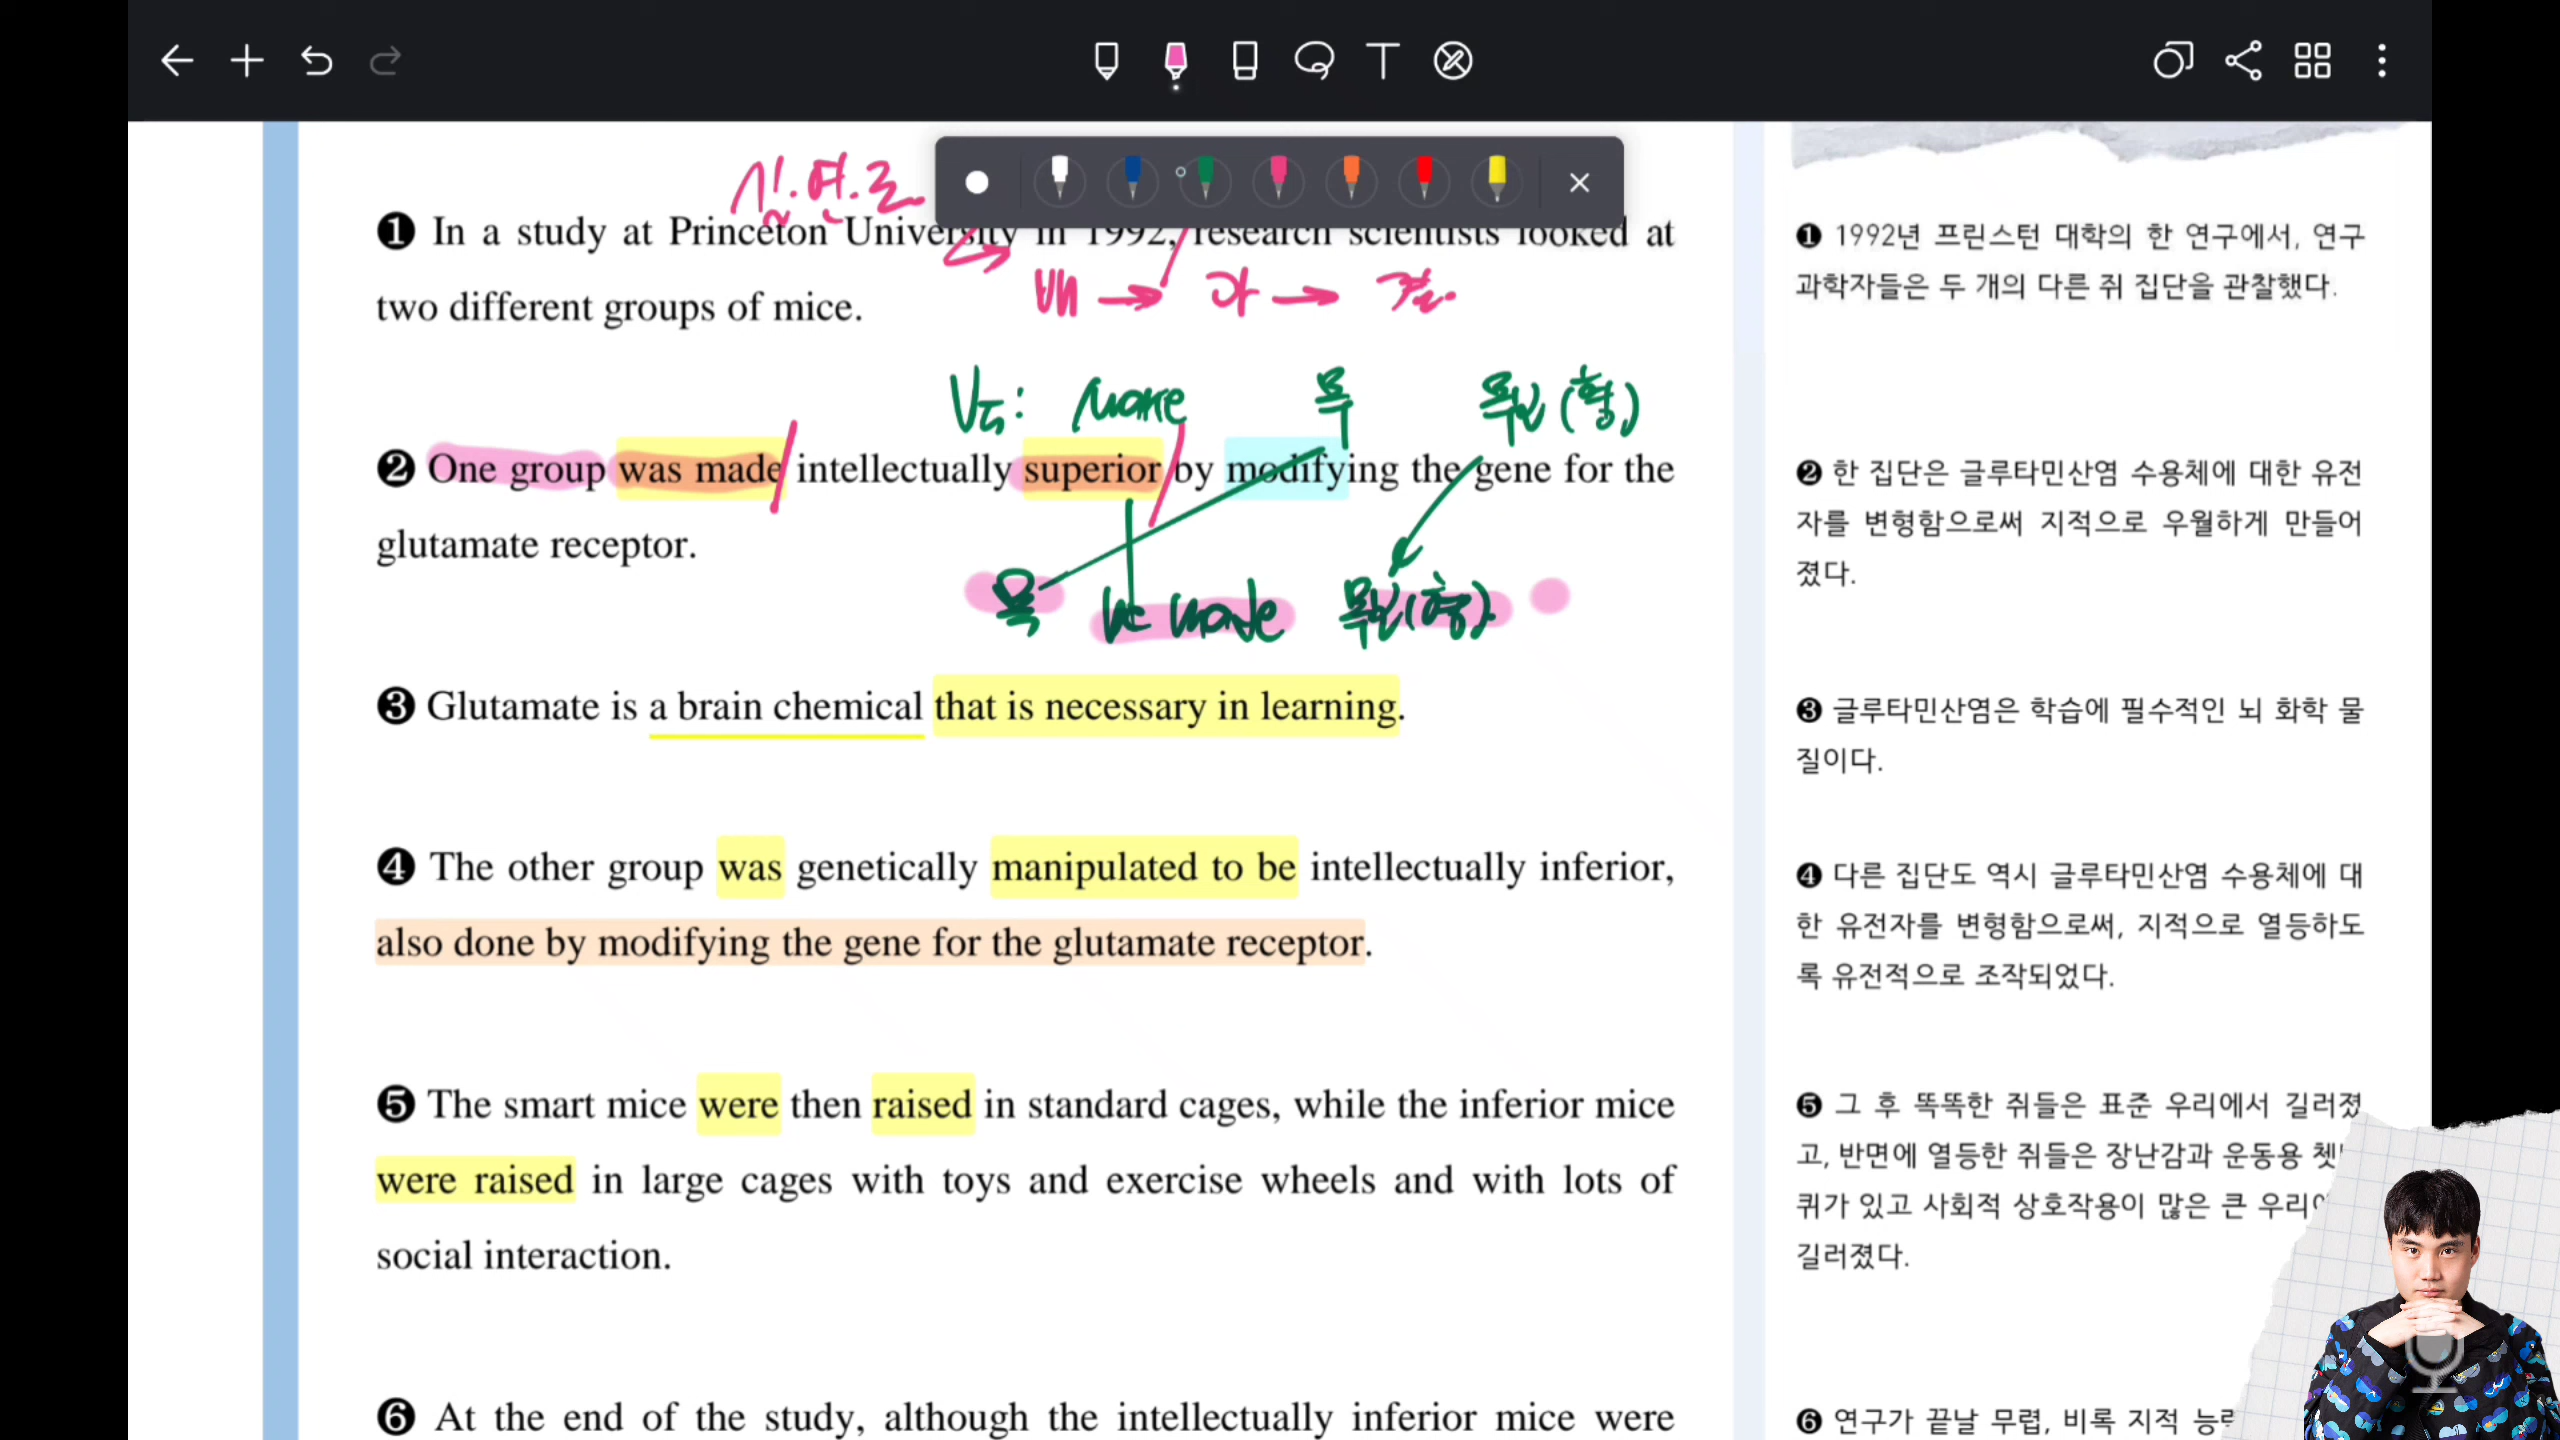 실.연.론
❶ In a study at Princeton University in 1992, research scientists looked at
배 → 과 → 결.
two different groups of mice.
V5: make 목 목보(형)
❷ One group was made intellectually superior by modifying the gene for the
glutamate receptor.
목 be made 목보(형).
❸ Glutamate is a brain chemical that is necessary in learning.
❹ The other group was genetically manipulated to be intellectually inferior,
also done by modifying the gene for the glutamate receptor.
❺ The smart mice were then raised in standard cages, while the inferior mice
were raised in large cages with toys and exercise wheels and with lots of
social interaction.
❻ At the end of the study, although the intellectually inferior mice were
❶ 1992년 프린스턴 대학의 한 연구에서, 연구
과학자들은 두 개의 다른 쥐 집단을 관찰했다.
❷ 한 집단은 글루타민산염 수용체에 대한 유전
자를 변형함으로써 지적으로 우월하게 만들어
졌다.
❸ 글루타민산염은 학습에 필수적인 뇌 화학 물
질이다.
❹ 다른 집단도 역시 글루타민산염 수용체에 대
한 유전자를 변형함으로써, 지적으로 열등하도
록 유전적으로 조작되었다.
❺ 그 후 똑똑한 쥐들은 표준 우리에서 길러졌
고, 반면에 열등한 쥐들은 장난감과 운동용 쳇
퀴가 있고 사회적 상호작용이 많은 큰 우리
길러졌다.
❻ 연구가 끝날 무렵, 비록 지적